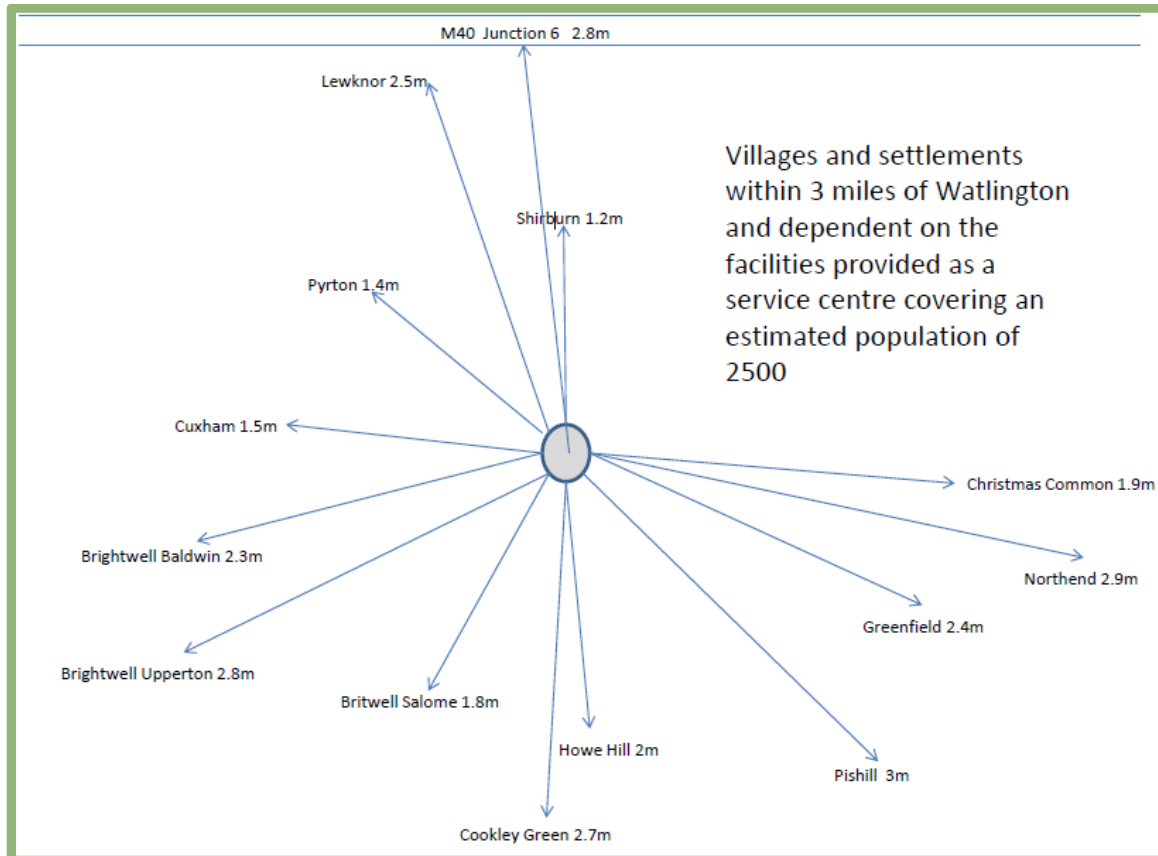 M40 Junction 6 2.8m
Lewknor 2.5m
Villages and settlements
within 3 miles of Watlington
and dependent on the
facilities provided as a
service centre covering an
estimated population of
2500
Shirburn 1.2m
Pyrton 1.4m
Cuxham 1.5m
Christmas Common 1.9m
Brightwell Baldwin 2.3m
Northend 2.9m
Greenfield 2.4m
Brightwell Upperton 2.8m
Britwell Salome 1.8m
Howe Hill 2m
Pishill 3m
Cookley Green 2.7m